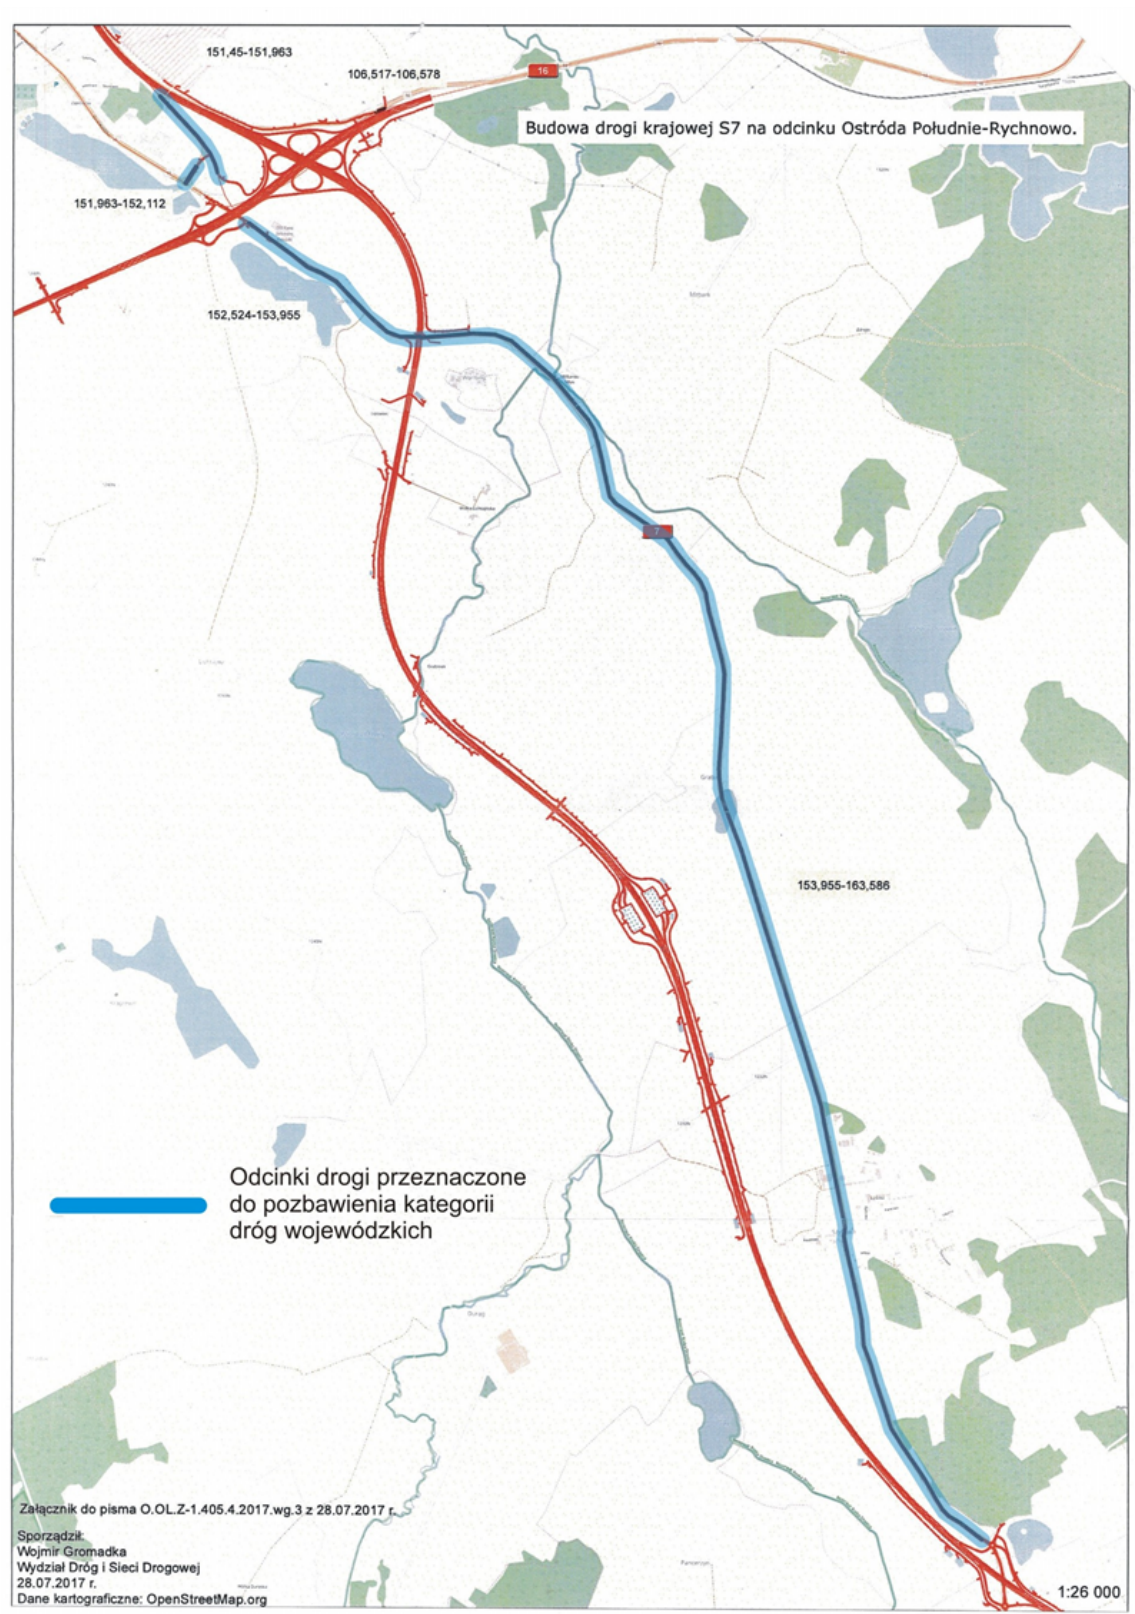 151,45-151,963
106,517-106,578
16
Budowa drogi krajowej S7 na odcinku Ostróda Południe-Rychnowo.
151,963-152,112
152,524-153,955
7
153,955-163,586
Odcinki drogi przeznaczone
do pozbawienia kategorii
dróg wojewódzkich
Załącznik do pisma O.OL.Z-1.405.4.2017.wg.3 z 28.07.2017 r.
Sporządził:
Wojmir Gromadka
Wydział Dróg i Sieci Drogowej
28.07.2017 r.
Dane kartograficzne: OpenStreetMap.org
1:26 000